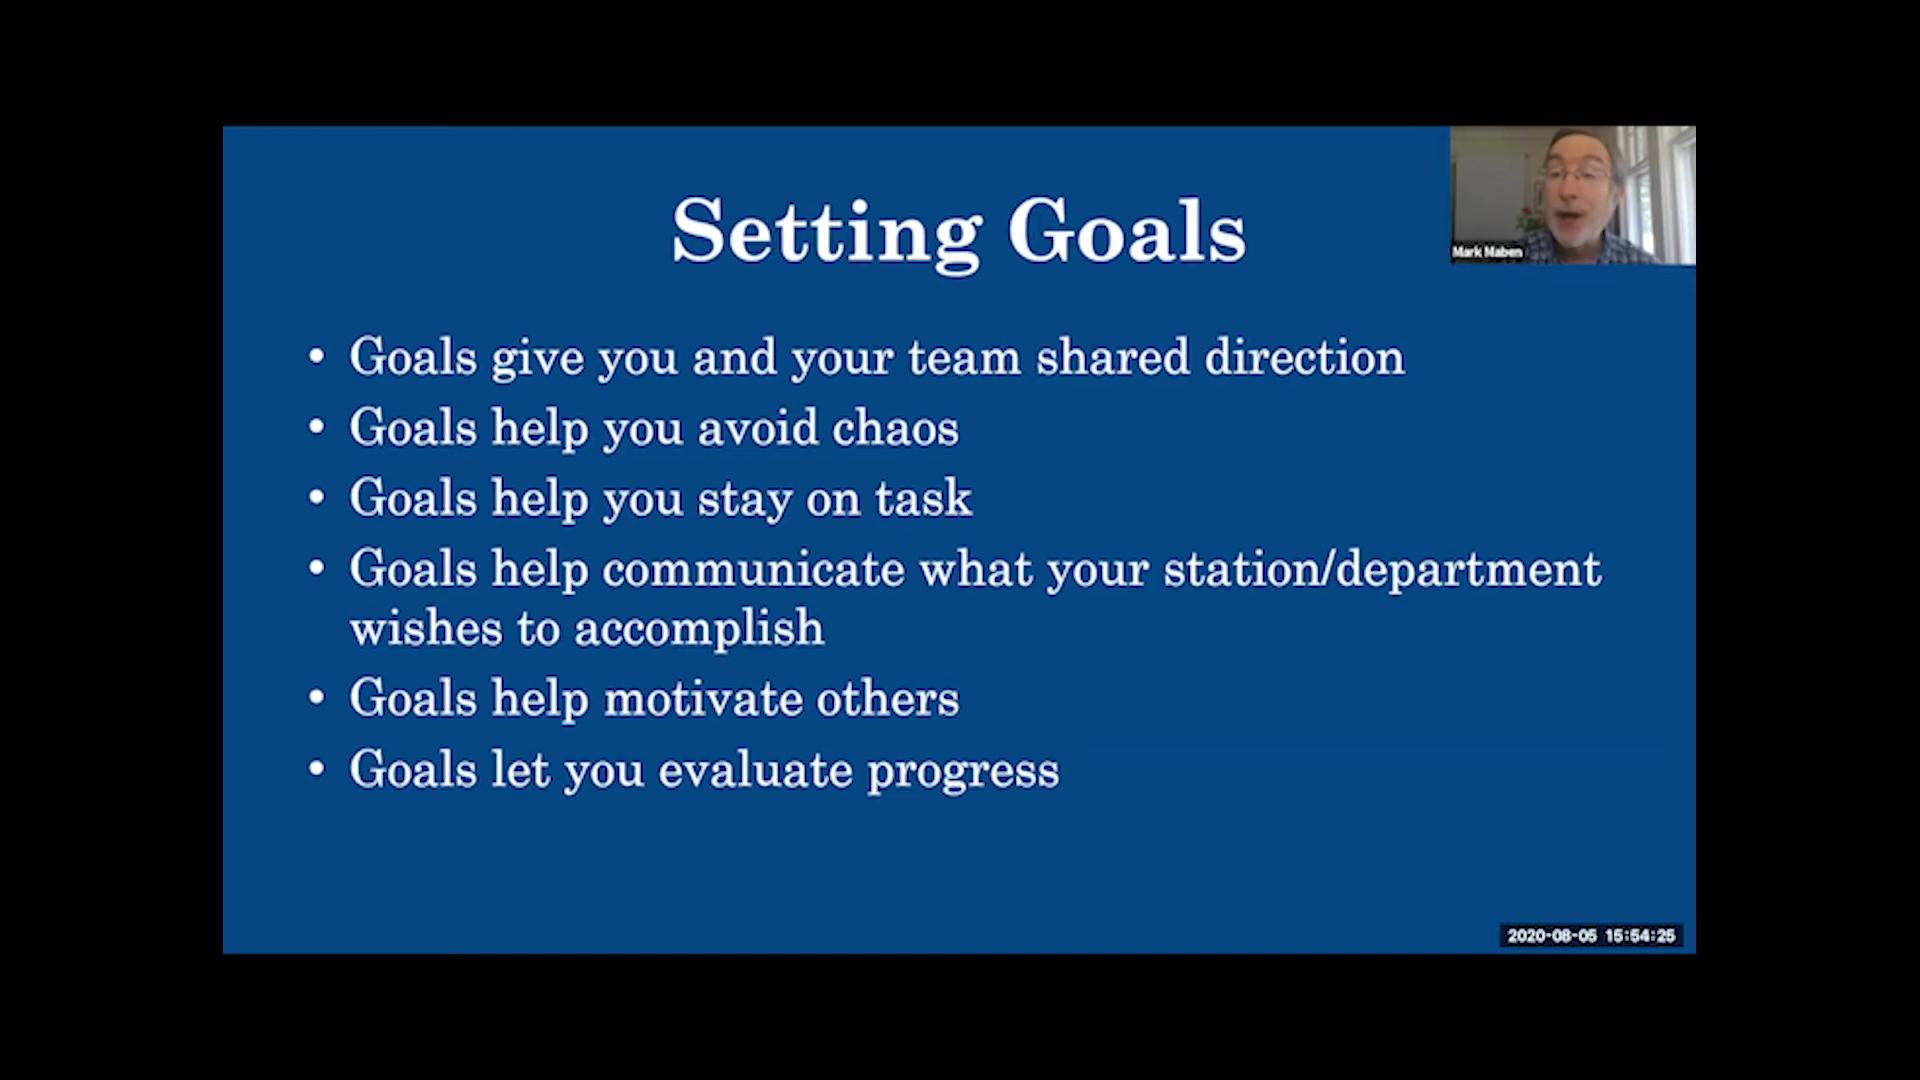 Setting Goals
Mark Maben
• Goals give you and your team shared direction
• Goals help you avoid chaos
• Goals help you stay on task
• Goals help communicate what your station/department
wishes to accomplish
• Goals help motivate others
• Goals let you evaluate progress
2020-08-05 15:54:25